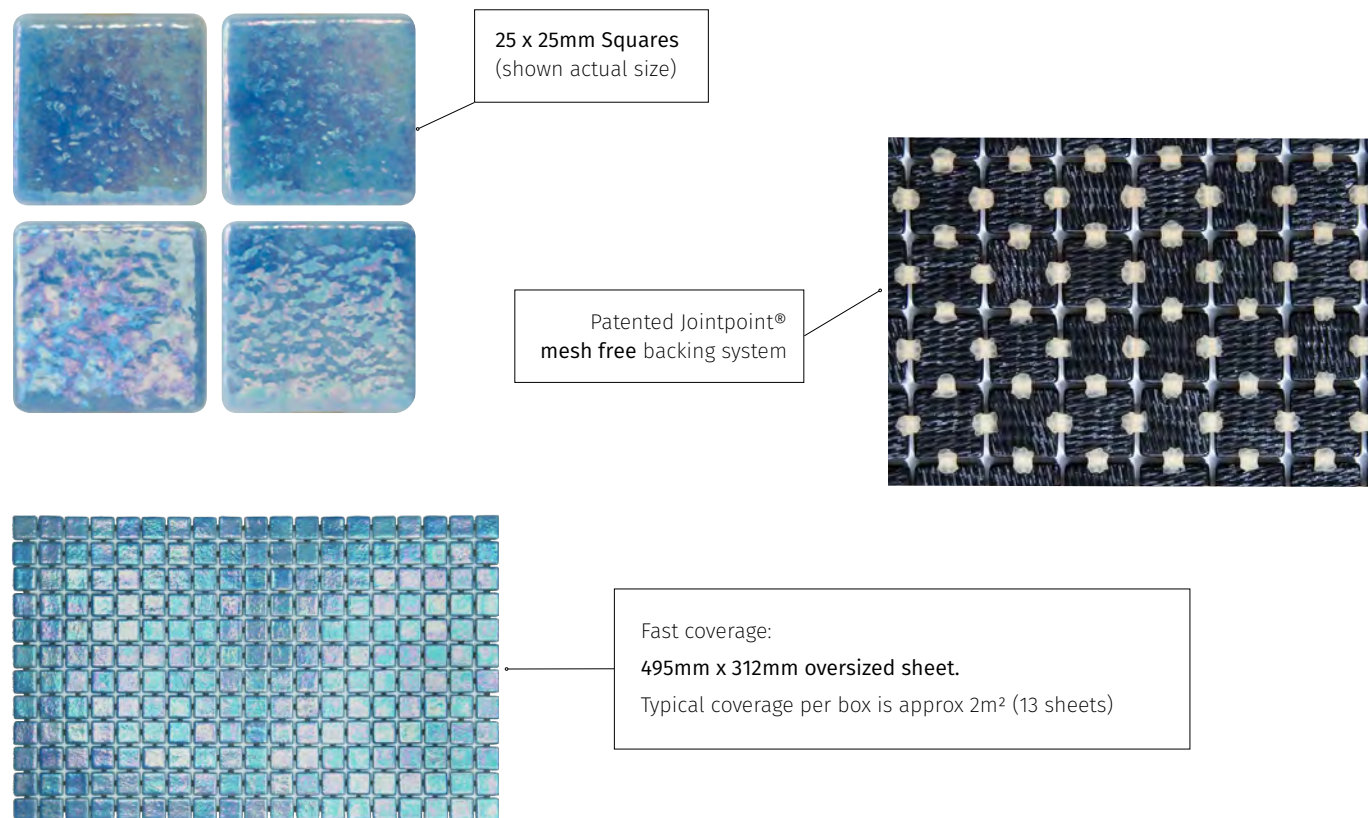 25 x 25mm Squares
(shown actual size)
Patented Jointpoint®
mesh free backing system
Fast coverage:
495mm x 312mm oversized sheet.
Typical coverage per box is approx 2m² (13 sheets)